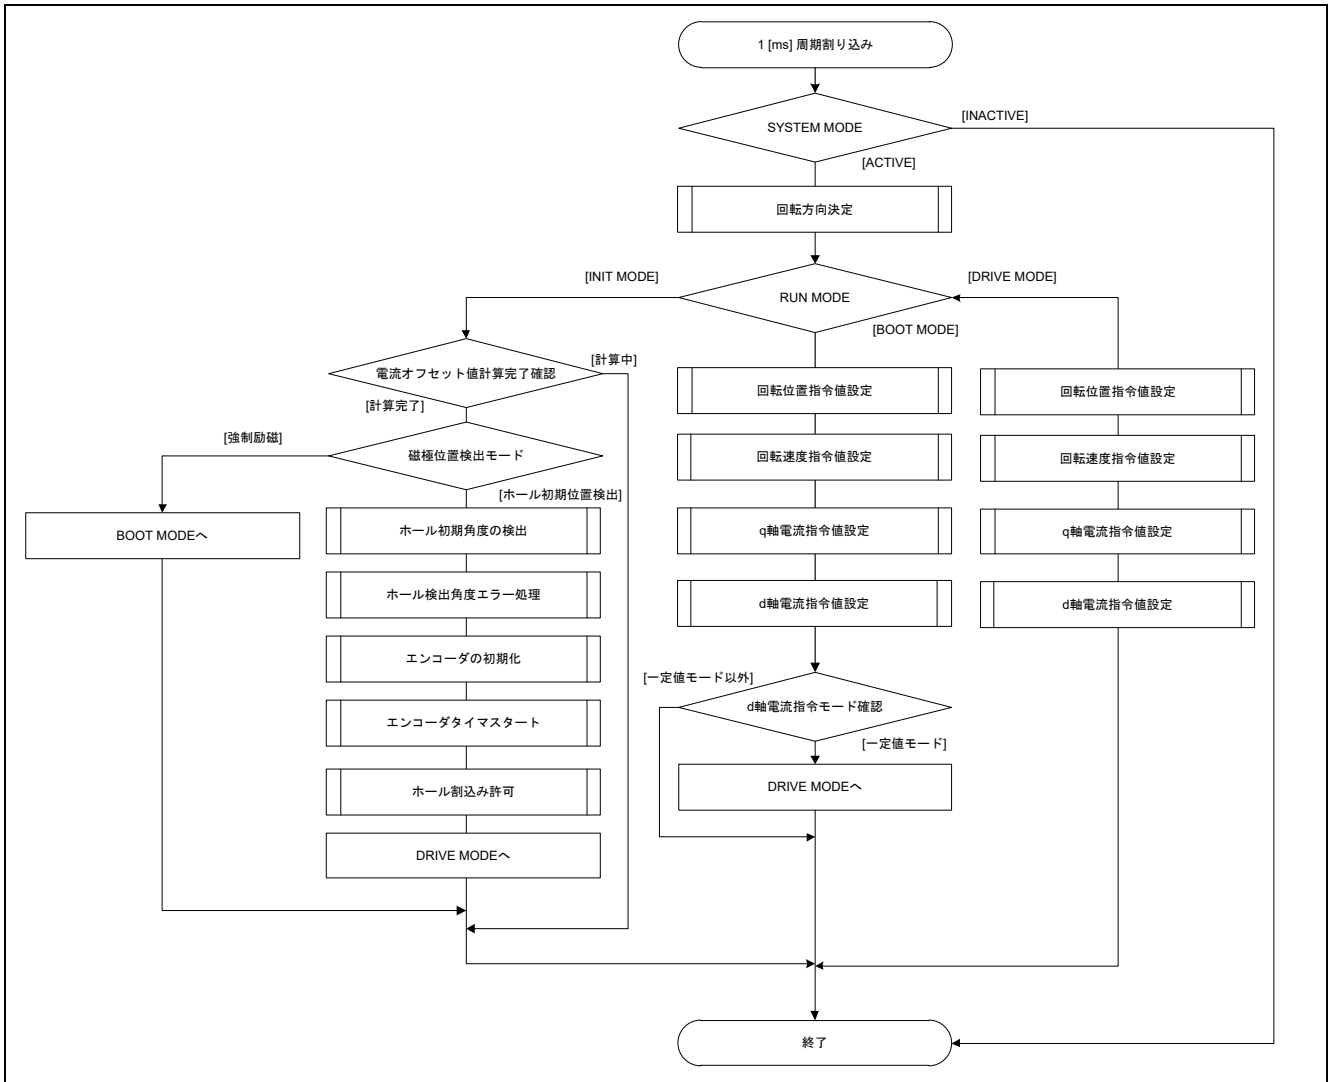 1 [ms] 周期割り込み
SYSTEM MODE
[INACTIVE]
[ACTIVE]
回転方向決定
[INIT MODE]
RUN MODE
[DRIVE MODE]
[BOOT MODE]
電流オフセット値計算完了確認
[計算中]
[計算完了]
[強制励磁]
磁極位置検出モード
[ホール初期位置検出]
BOOT MODEへ
ホール初期角度の検出
ホール検出角度エラー処理
エンコーダの初期化
エンコーダタイマスタート
ホール割込み許可
DRIVE MODEへ
回転位置指令値設定
回転速度指令値設定
q軸電流指令値設定
d軸電流指令値設定
[一定値モード以外]
d軸電流指令モード確認
[一定値モード]
DRIVE MODEへ
回転位置指令値設定
回転速度指令値設定
q軸電流指令値設定
d軸電流指令値設定
終了